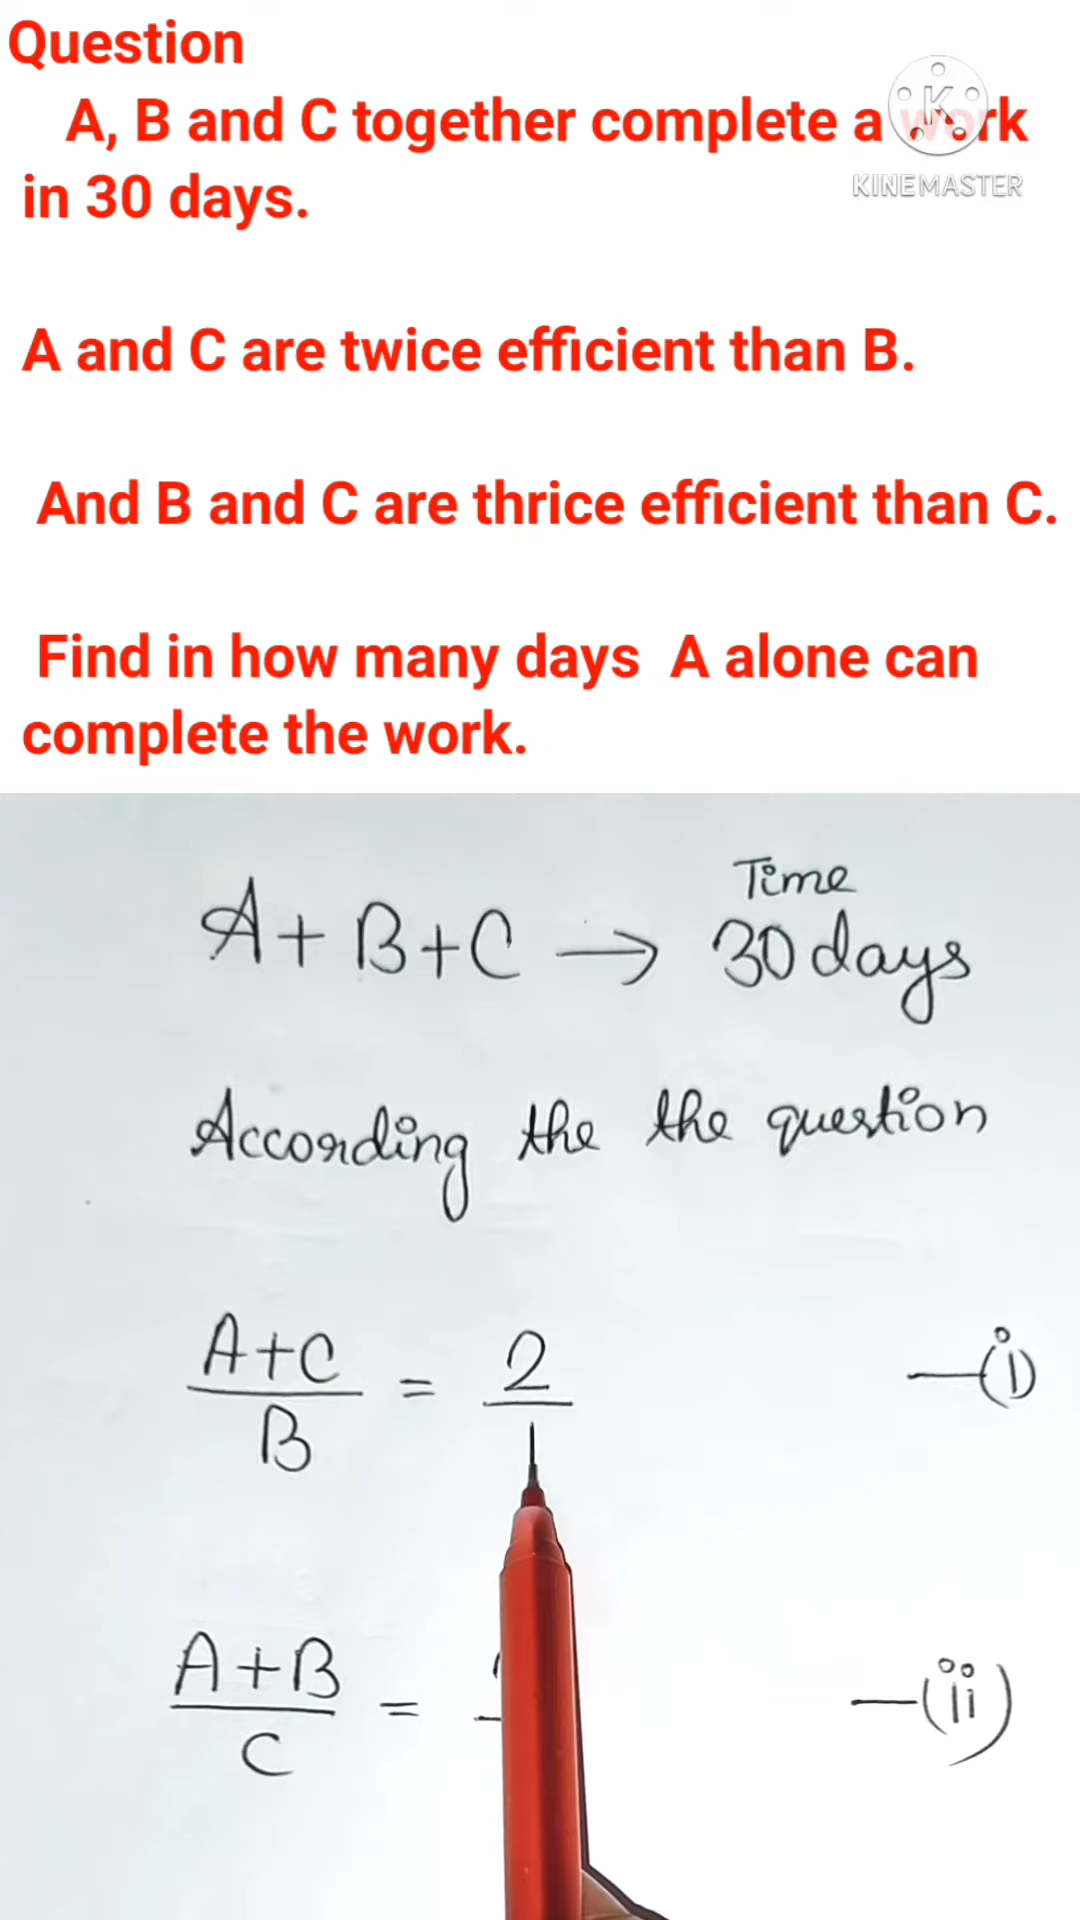 Question
A, B and C together complete a work
in 30 days.
KINEMASTER
A and C are twice efficient than B.
And B and C are thrice efficient than C.
Find in how many days A alone can
complete the work.
Time
A+B+C → 30 days
According the the question
A+C
B
= 2
1
—(i)
A+B
C
=
—(ii)